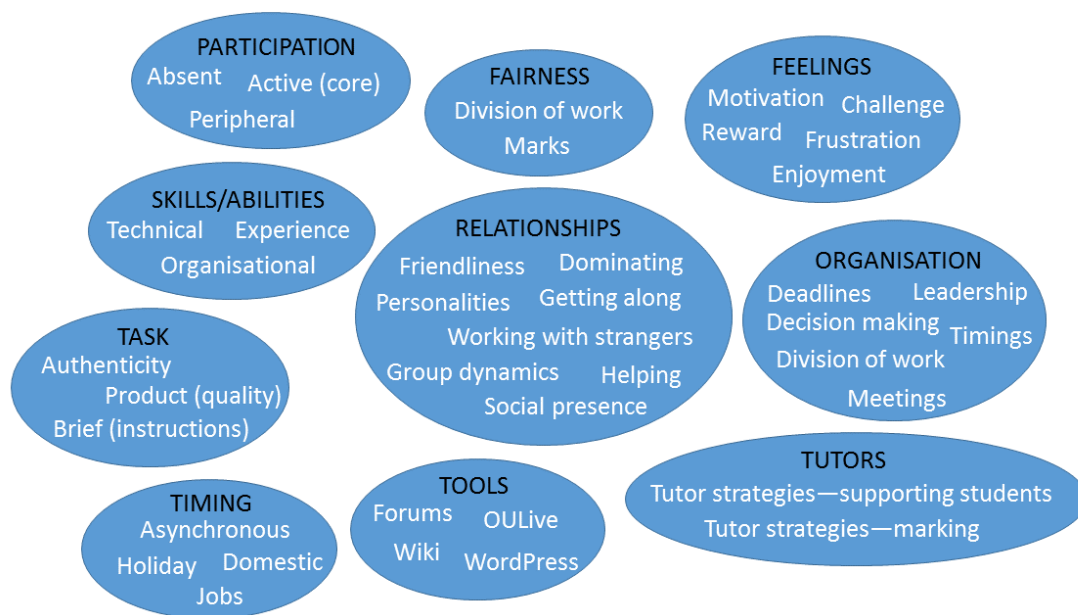 PARTICIPATION
Absent Active (core)
Peripheral
FAIRNESS
Division of work
Marks
FEELINGS
Motivation Challenge
Reward Frustration
Enjoyment
SKILLS/ABILITIES
Technical Experience
Organisational
RELATIONSHIPS
Friendliness Dominating
Personalities Getting along
Working with strangers
Group dynamics Helping
Social presence
ORGANISATION
Deadlines Leadership
Decision making Timings
Division of work
Meetings
TASK
Authenticity
Product (quality)
Brief (instructions)
TIMING
Asynchronous
Holiday Domestic
Jobs
TOOLS
Forums OULive
Wiki WordPress
TUTORS
Tutor strategies—supporting students
Tutor strategies—marking